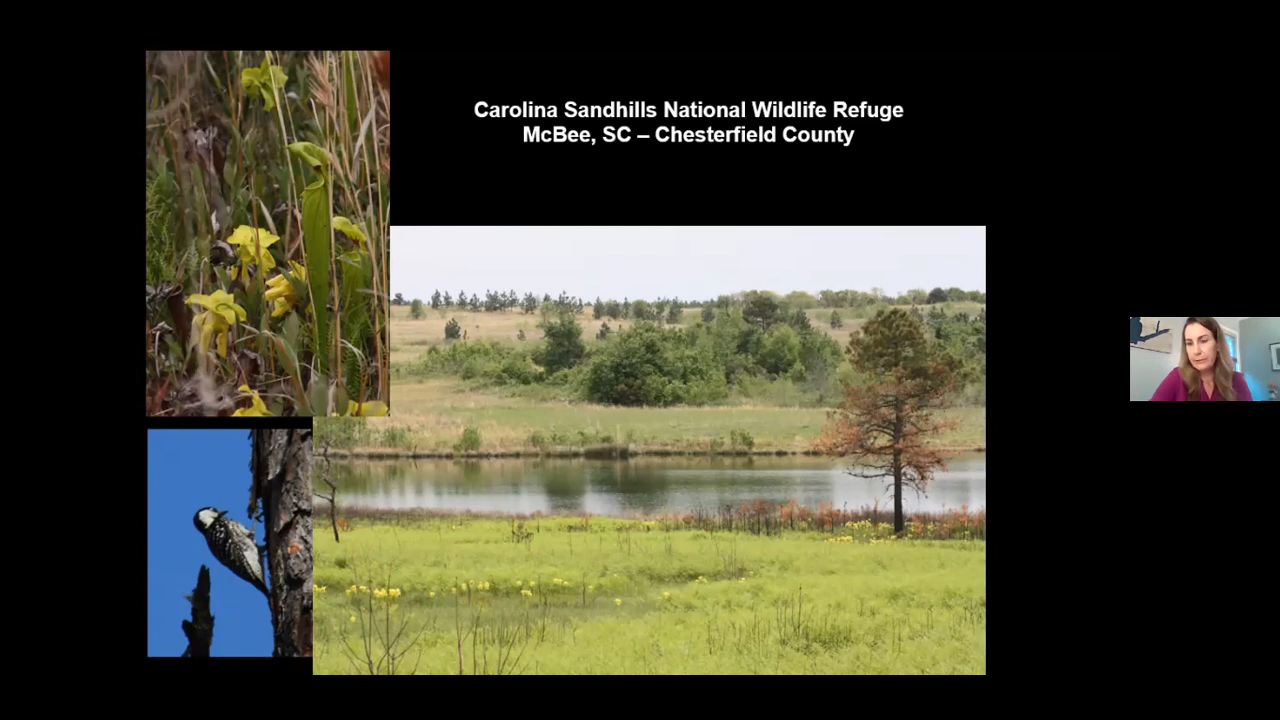 Carolina Sandhills National Wildlife Refuge
McBee, SC – Chesterfield County